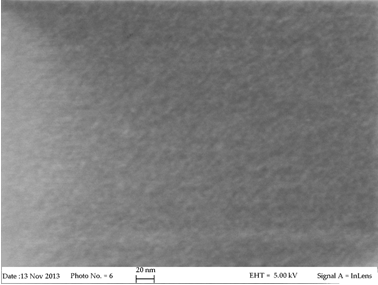 20 nm
Date :13 Nov 2013 Photo No. = 6 EHT = 5.00 kV Signal A = InLens